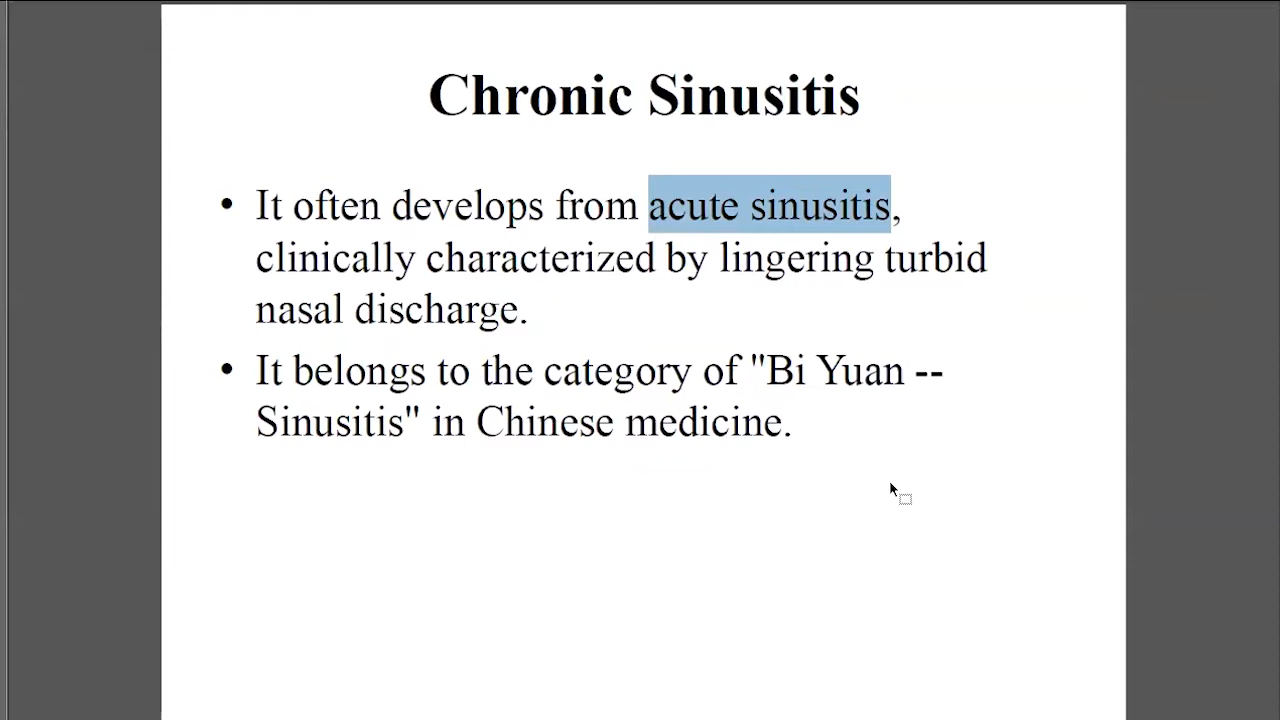 Chronic Sinusitis
• It often develops from acute sinusitis,
clinically characterized by lingering turbid
nasal discharge.
• It belongs to the category of "Bi Yuan --
Sinusitis" in Chinese medicine.